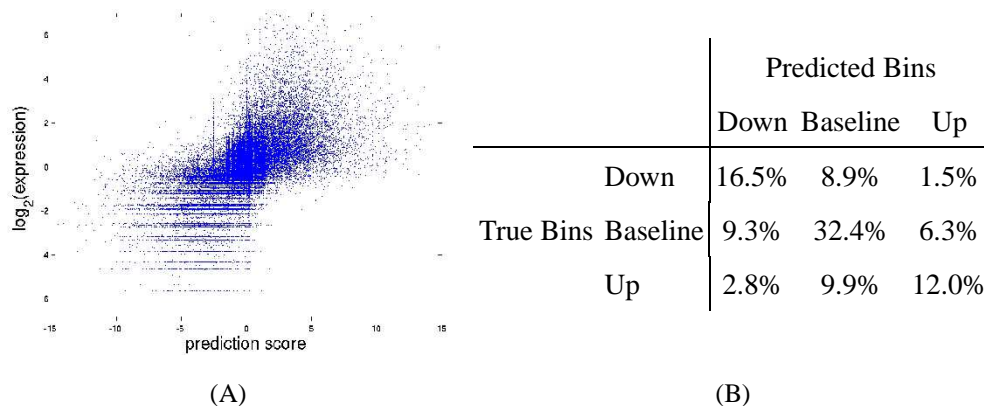 6
4
2
0
-2
-4
6
log2(expression)
-15 -10 -5 0 5 10 15
prediction score
(A)
Predicted Bins
Down Baseline Up
Down 16.5% 8.9% 1.5%
True Bins Baseline 9.3% 32.4% 6.3%
Up 2.8% 9.9% 12.0%
(B)